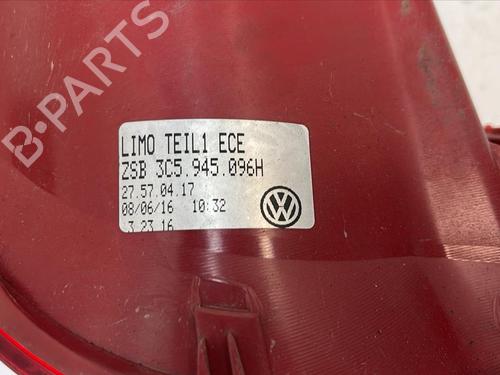 LIMO TEIL1 ECE
ZSB 3C5.945.096H
27.57.04.17
08/06/16 10:32
3 23 16
B-PARTS